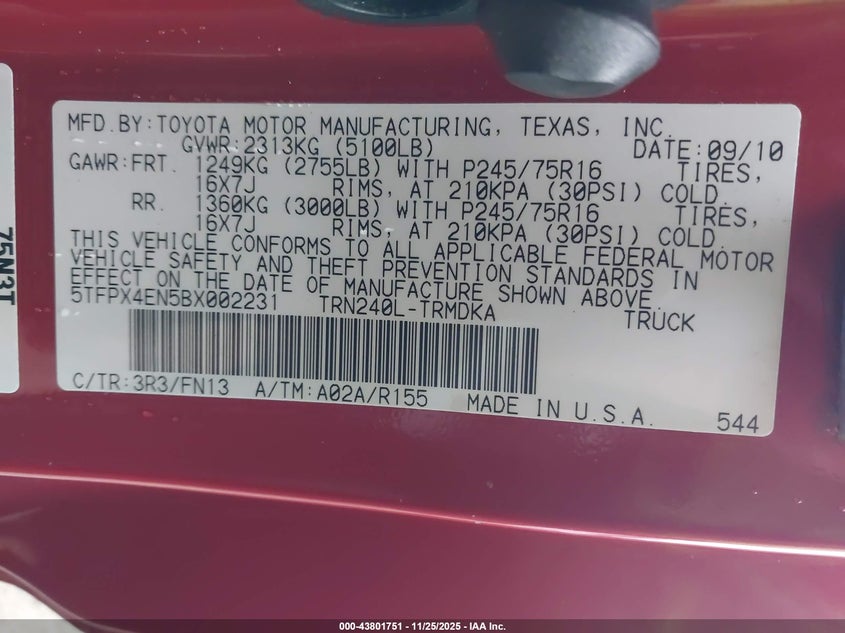 MFD.BY:TOYOTA MOTOR MANUFACTURING, TEXAS, INC.
GVWR:2313KG (5100LB) DATE:09/10
GAWR:FRT. 1249KG (2755LB) WITH P245/75R16 TIRES,
16X7J RIMS, AT 210KPA (30PSI) COLD.
RR. 1360KG (3000LB) WITH P245/75R16 TIRES,
16X7J RIMS, AT 210KPA (30PSI) COLD.
THIS VEHICLE CONFORMS TO ALL APPLICABLE FEDERAL MOTOR
VEHICLE SAFETY AND THEFT PREVENTION STANDARDS IN
EFFECT ON THE DATE OF MANUFACTURE SHOWN ABOVE.
5TFPX4EN5BX002231 TRN240L-TRMDKA TRUCK
C/TR:3R3/FN13 A/TM:A02A/R155 MADE IN U.S.A. 544
75N3T
000-43801751 - 11/25/2025 - IAA Inc.